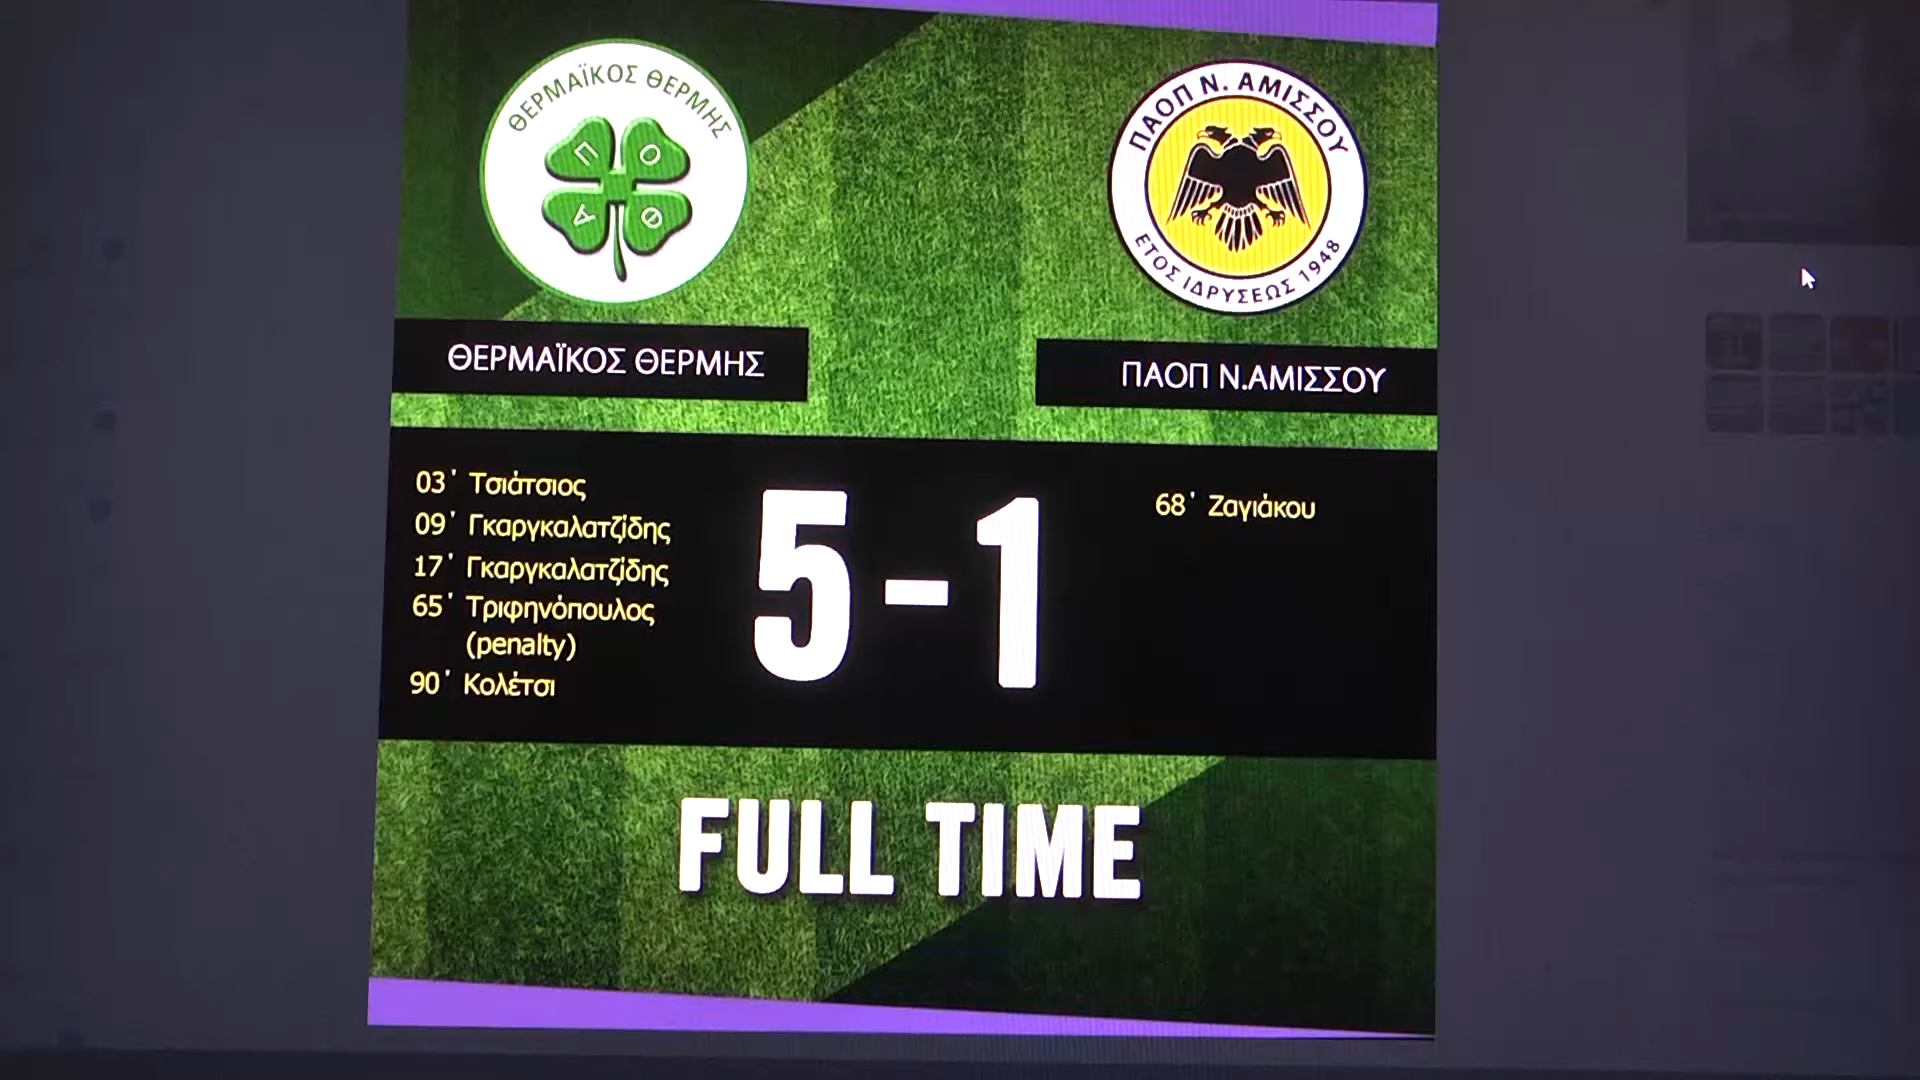 ΘΕΡΜΑΪΚΟΣ ΘΕΡΜΗΣ
Π Ο
Α Φ
ΠΑΟΠ Ν. ΑΜΙΣΣΟΥ
ΕΤΟΣ ΙΔΡΥΣΕΩΣ 1948
ΘΕΡΜΑΪΚΟΣ ΘΕΡΜΗΣ
ΠΑΟΠ Ν.ΑΜΙΣΣΟΥ
03΄ Τσιάτσιος
09΄ Γκαργκαλατζίδης
17΄ Γκαργκαλατζίδης
65΄ Τριφηνόπουλος
(penalty)
90΄ Κολέτσι
5-1
68΄ Ζαγιάκου
FULL TIME